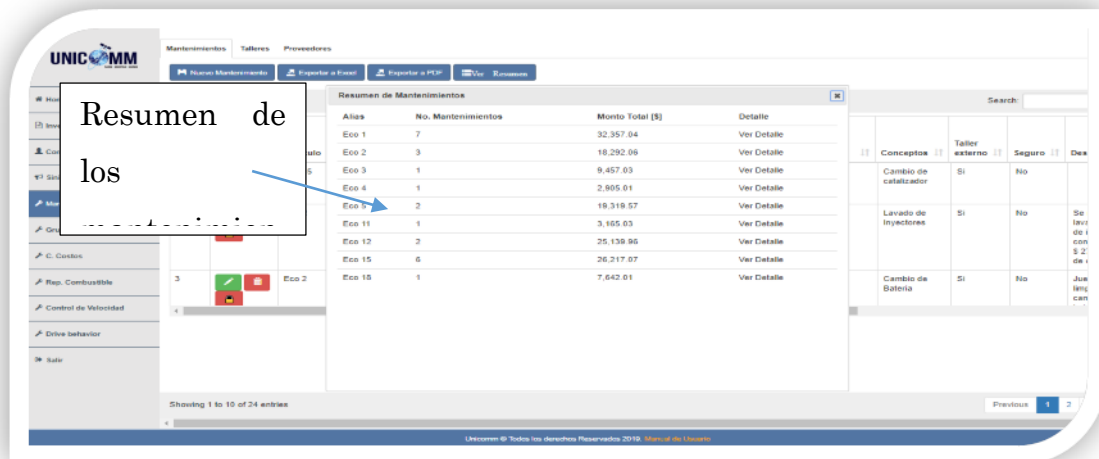 UNICOMM
Mantenimientos Talleres Proveedores
Nuevo Mantenimiento Exportar a Excel Exportar a PDF Ver Resumen
Resumen de
los
Resumen de Mantenimientos
Alias No. Mantenimientos Monto Total [$] Detalle
Eco 1 7 32,357.04 Ver Detalle
Eco 2 3 18,292.06 Ver Detalle
Eco 3 1 9,457.03 Ver Detalle
Eco 4 1 2,905.01 Ver Detalle
Eco 5 2 19,319.57 Ver Detalle
Eco 11 1 3,165.03 Ver Detalle
Eco 12 2 25,139.96 Ver Detalle
Eco 15 6 26,217.07 Ver Detalle
Eco 18 1 7,642.01 Ver Detalle
Search:
Conceptos Taller externo Seguro
Cambio de catalizador Si No
Lavado de Inyectores Si No Se
3 Eco 2 Cambio de Bateria Si No
C. Costos
Rep. Combustible
Control de Velocidad
Drive behavior
Salir
Showing 1 to 10 of 24 entries
Previous 1 2
Unicomm © Todos los derechos Reservados 2019. Manual de Usuario